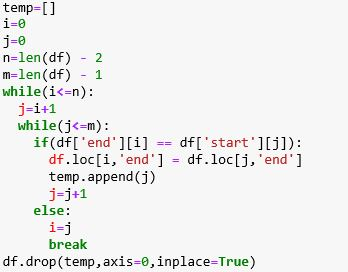 temp=[]
i=0
j=0
n=len(df) - 2
m=len(df) - 1
while(i<=n):
  j=i+1
  while(j<=m):
    if(df['end'][i] == df['start'][j]):
      df.loc[i,'end'] = df.loc[j,'end']
      temp.append(j)
      j=j+1
    else:
      i=j
      break
df.drop(temp,axis=0,inplace=True)